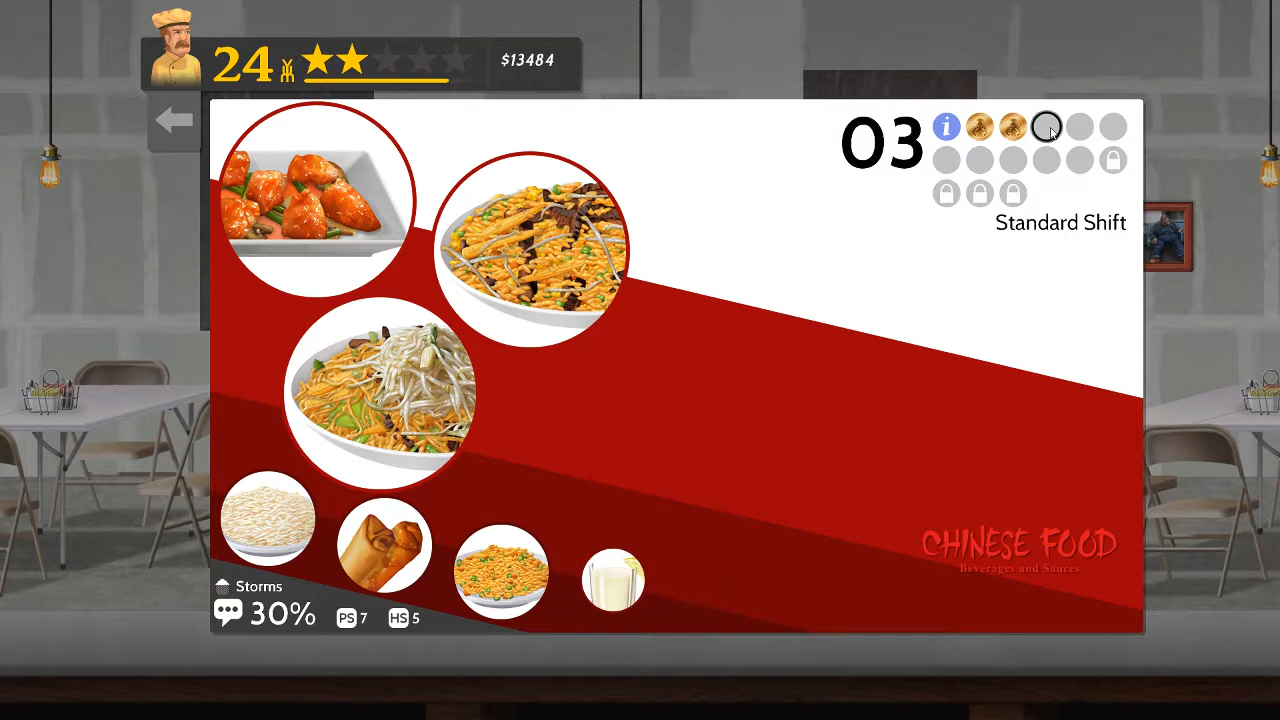 24
$13484
03
i
Standard Shift
CHINESE FOOD
Beverages and Sauces
Storms
30% PS 7 HS 5